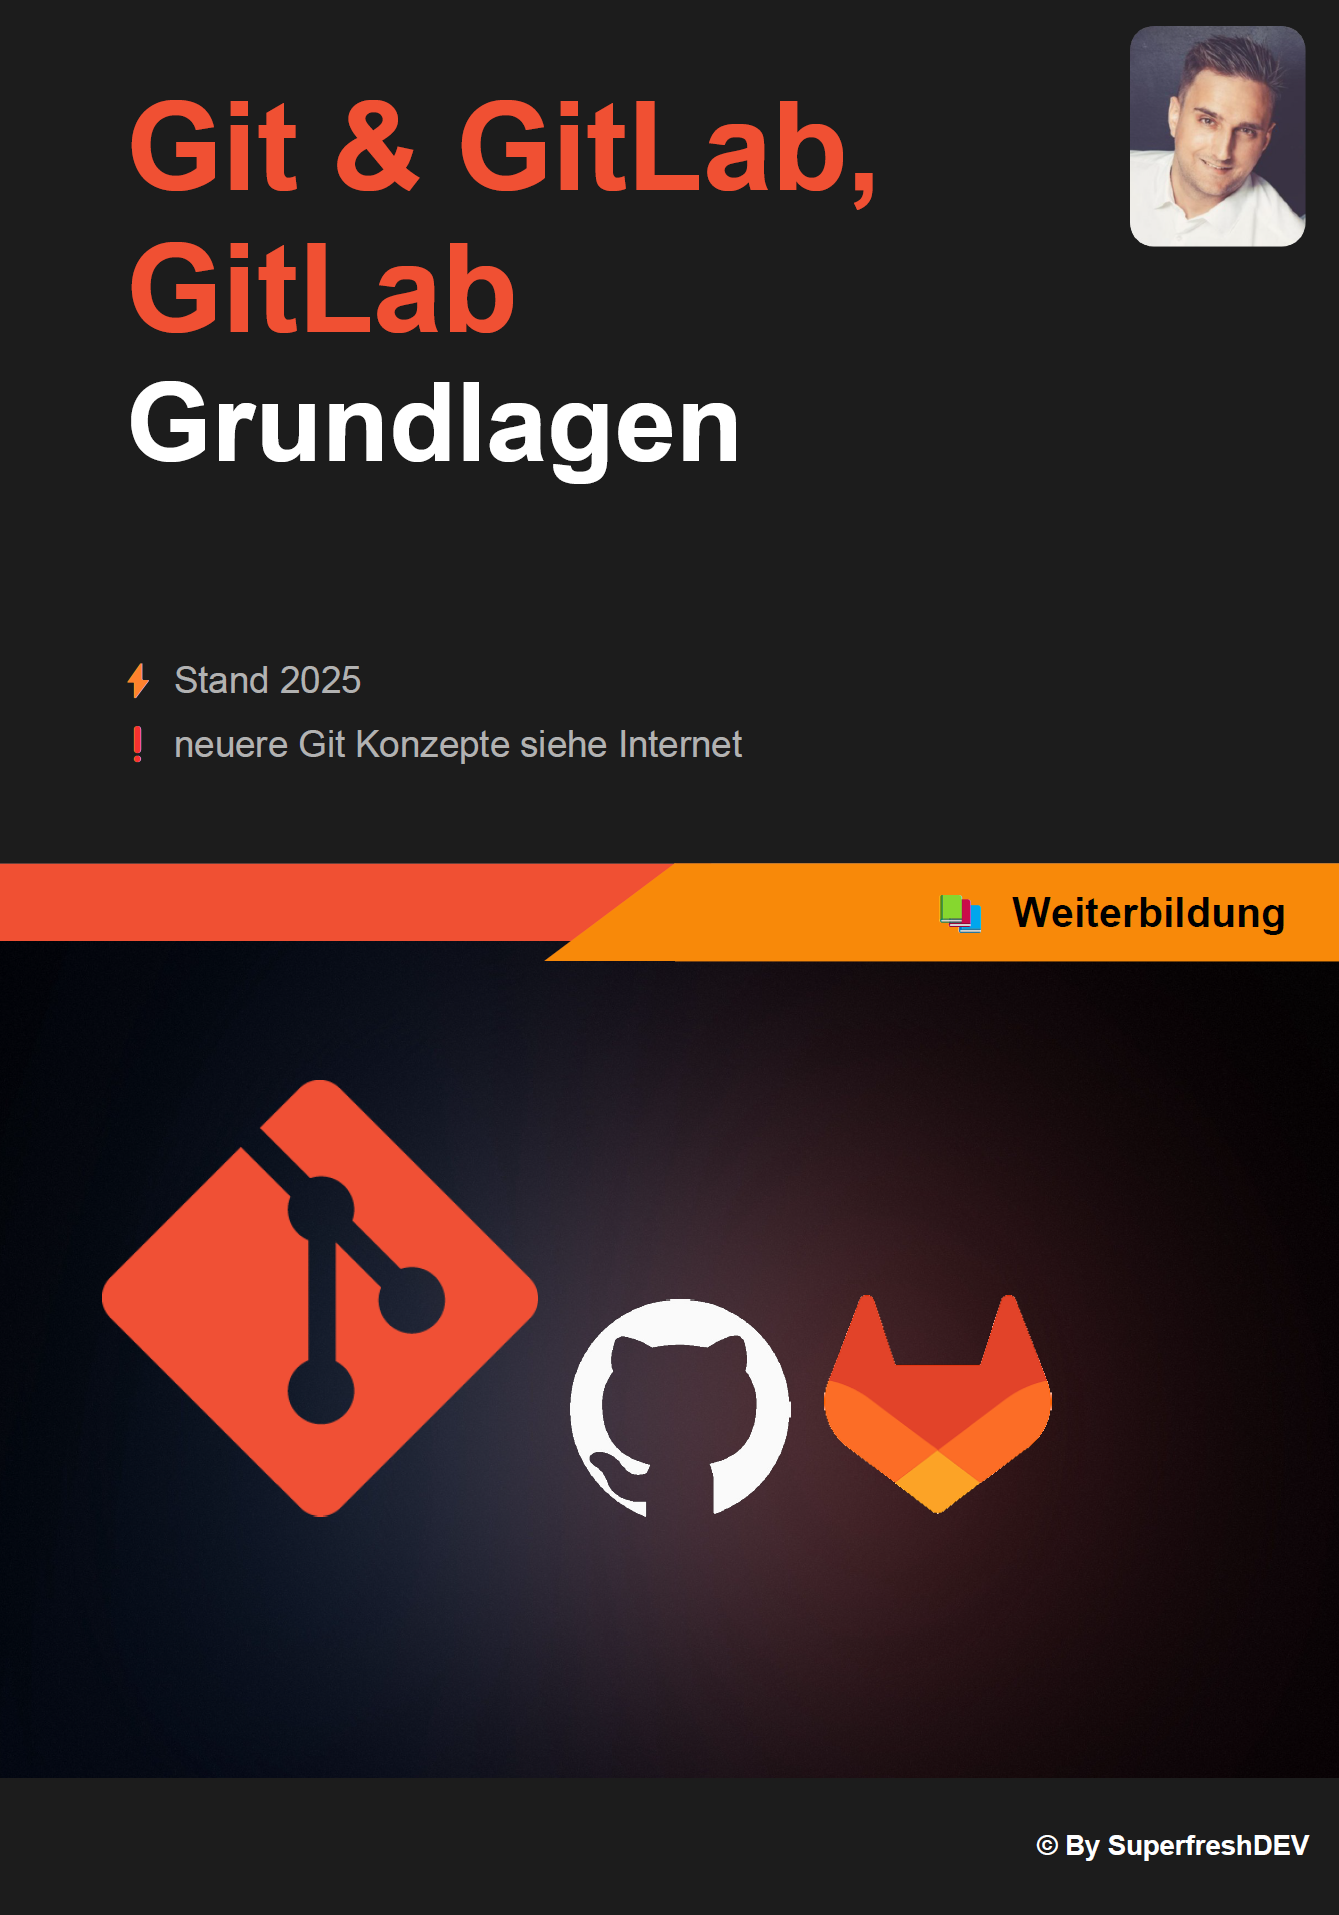 Git & GitLab,
GitLab
Grundlagen
Stand 2025
neuere Git Konzepte siehe Internet
Weiterbildung
© By SuperfreshDEV